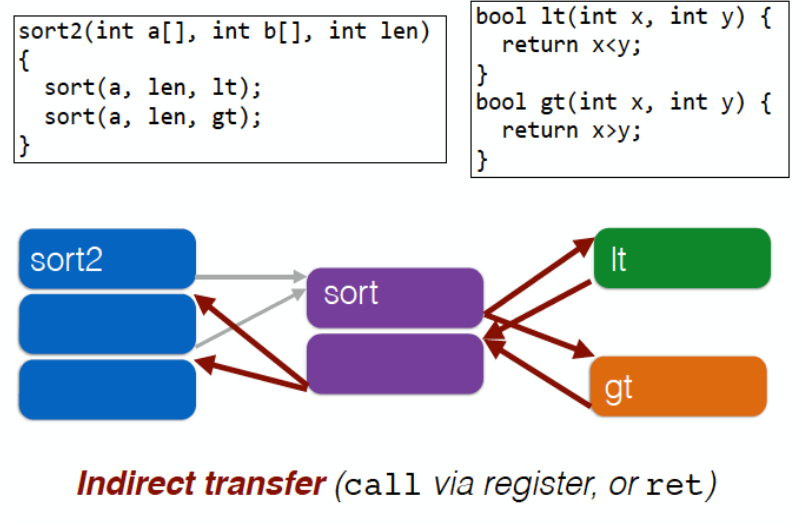 sort2(int a[], int b[], int len)
{
  sort(a, len, lt);
  sort(a, len, gt);
}
bool lt(int x, int y) {
  return x<y;
}
bool gt(int x, int y) {
  return x>y;
}
sort2
sort
lt
gt
Indirect transfer (call via register, or ret)